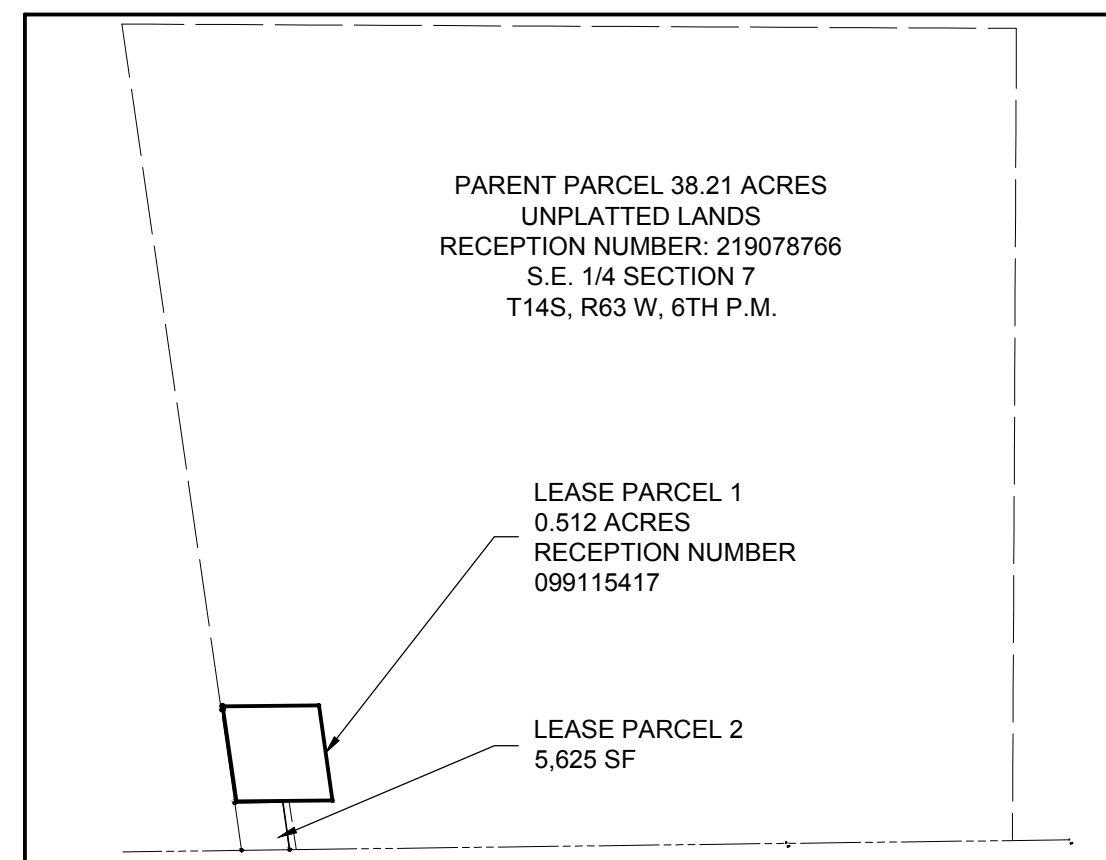 PARENT PARCEL 38.21 ACRES
UNPLATTED LANDS
RECEPTION NUMBER: 219078766
S.E. 1/4 SECTION 7
T14S, R63 W, 6TH P.M.
LEASE PARCEL 1
0.512 ACRES
RECEPTION NUMBER
099115417
LEASE PARCEL 2
5,625 SF